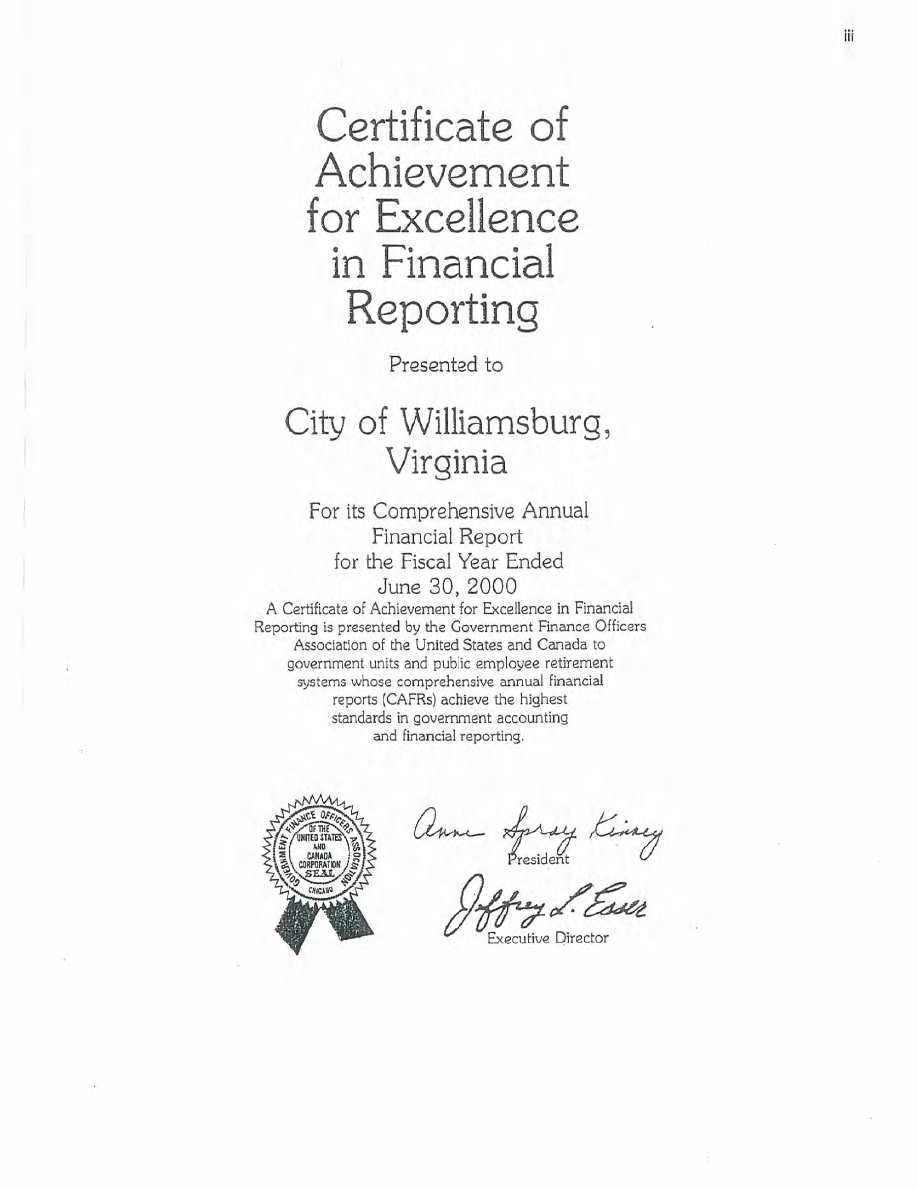 iii
Certificate of
Achievement
for Excellence
in Financial
Reporting
Presented to
City of Williamsburg,
Virginia
For its Comprehensive Annual
Financial Report
for the Fiscal Year Ended
June 30, 2000
A Certificate of Achievement for Excellence in Financial
Reporting is presented by the Government Finance Officers
Association of the United States and Canada to
government units and public employee retirement
systems whose comprehensive annual financial
reports (CAFRs) achieve the highest
standards in government accounting
and financial reporting.
GOVERNMENT FINANCE OFFICERS ASSOCIATION
OF THE
UNITED STATES
AND
CANADA
CORPORATION
SEAL
CHICAGO
Anne Spray Kinney
President
Jeffrey L. Esser
Executive Director